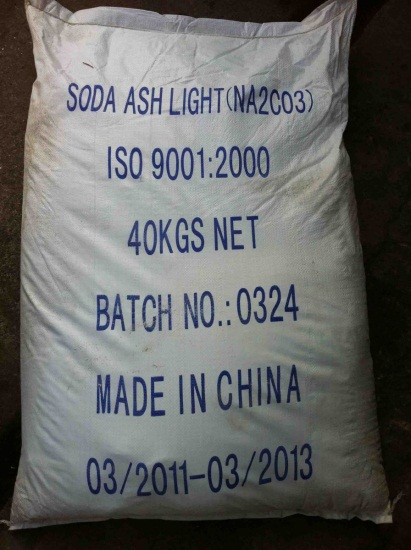 SODA ASH LIGHT(NA2CO3)
ISO 9001:2000
40KGS NET
BATCH NO.: 0324
MADE IN CHINA
03/2011-03/2013